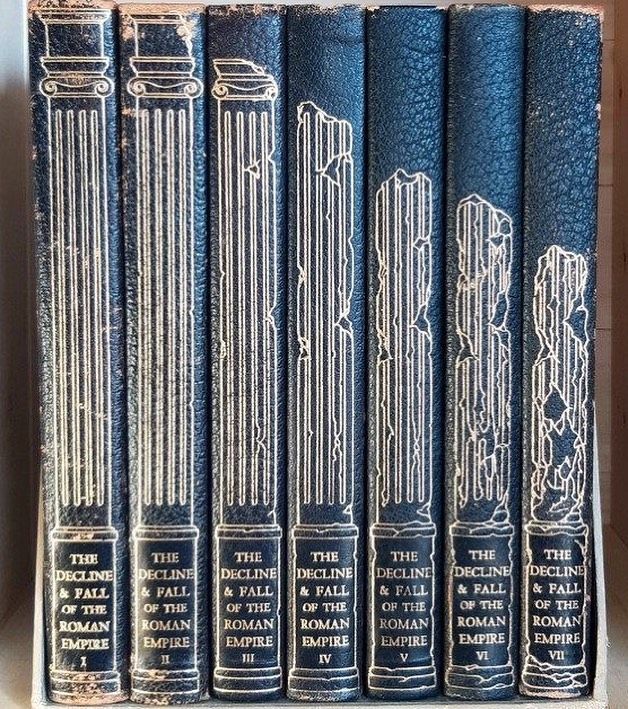 THE
DECLINE
& FALL
OF THE
ROMAN
EMPIRE
I
THE
DECLINE
& FALL
OF THE
ROMAN
EMPIRE
II
THE
DECLINE
& FALL
OF THE
ROMAN
EMPIRE
III
THE
DECLINE
& FALL
OF THE
ROMAN
EMPIRE
IV
THE
DECLINE
& FALL
OF THE
ROMAN
EMPIRE
V
THE
DECLINE
& FALL
OF THE
ROMAN
EMPIRE
VI
THE
DECLINE
& FALL
OF THE
ROMAN
EMPIRE
VII